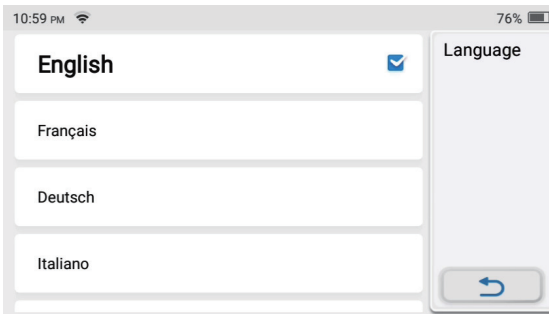 10:59 PM 76%
English
Language
Français
Deutsch
Italiano